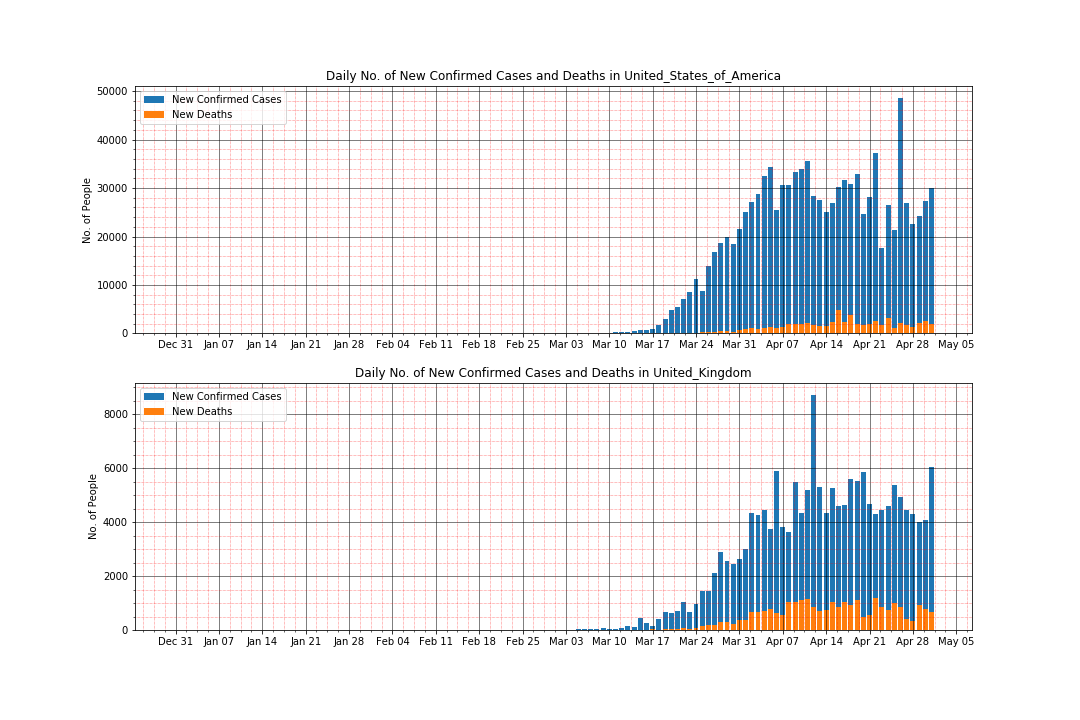 Daily No. of New Confirmed Cases and Deaths in United_States_of_America
50000
40000
30000
20000
10000
0
No. of People
New Confirmed Cases
New Deaths
Dec 31 Jan 07 Jan 14 Jan 21 Jan 28 Feb 04 Feb 11 Feb 18 Feb 25 Mar 03 Mar 10 Mar 17 Mar 24 Mar 31 Apr 07 Apr 14 Apr 21 Apr 28 May 05
Daily No. of New Confirmed Cases and Deaths in United_Kingdom
8000
6000
4000
2000
0
No. of People
New Confirmed Cases
New Deaths
Dec 31 Jan 07 Jan 14 Jan 21 Jan 28 Feb 04 Feb 11 Feb 18 Feb 25 Mar 03 Mar 10 Mar 17 Mar 24 Mar 31 Apr 07 Apr 14 Apr 21 Apr 28 May 05